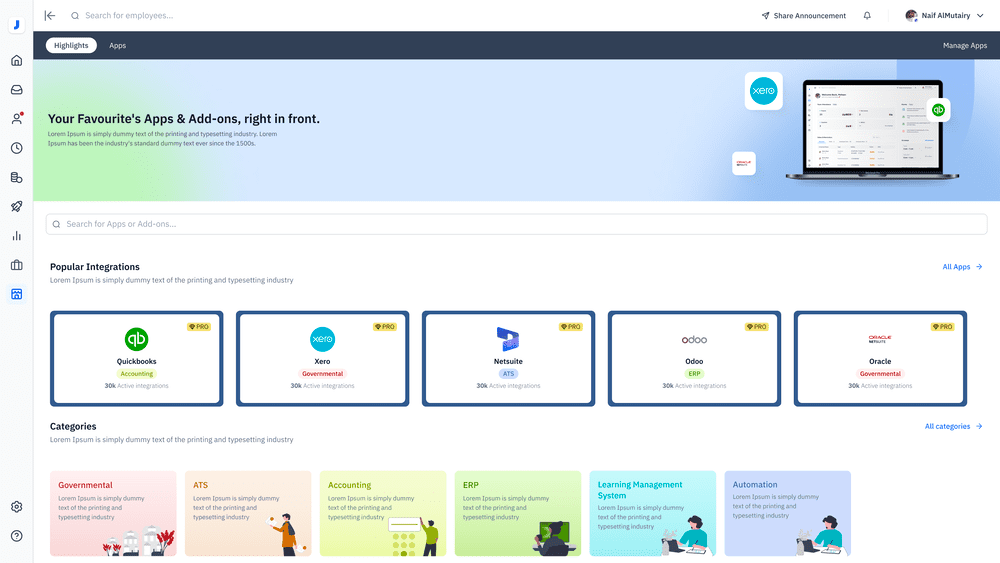 J
Search for employees...
Share Announcement
Naif AlMutairy
Highlights
Apps
Manage Apps
Your Favourite's Apps & Add-ons, right in front.
Lorem Ipsum is simply dummy text of the printing and typesetting industry. Lorem
Ipsum has been the industry's standard dummy text ever since the 1500s.
xero
qb
ORACLE
Search for Apps or Add-ons...
Popular Integrations
Lorem Ipsum is simply dummy text of the printing and typesetting industry
All Apps
PRO
qb
Quickbooks
Accounting
30k Active integrations
PRO
xero
Xero
Governmental
30k Active integrations
PRO
Netsuite
ATS
30k Active integrations
PRO
odoo
Odoo
ERP
30k Active integrations
PRO
ORACLE
NETSUITE
Oracle
Governmental
30k Active integrations
Categories
Lorem Ipsum is simply dummy text of the printing and typesetting industry
All categories
Governmental
Lorem Ipsum is simply dummy
text of the printing and
typesetting industry
ATS
Lorem Ipsum is simply dummy
text of the printing and
typesetting industry
Accounting
Lorem Ipsum is simply dummy
text of the printing and
typesetting industry
ERP
Lorem Ipsum is simply dummy
text of the printing and
typesetting industry
Learning Management
System
Lorem Ipsum is simply dummy
text of the printing and
typesetting industry
Automation
Lorem Ipsum is simply dummy
text of the printing and
typesetting industry